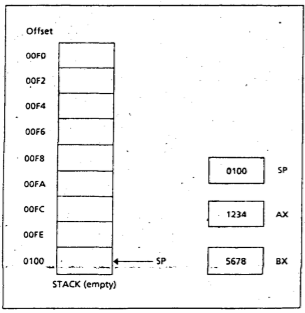 Offset
00F0
00F2
00F4
00F6
00F8
00FA
00FC
00FE
0100
SP
STACK (empty)
0100 SP
1234 AX
5678 BX